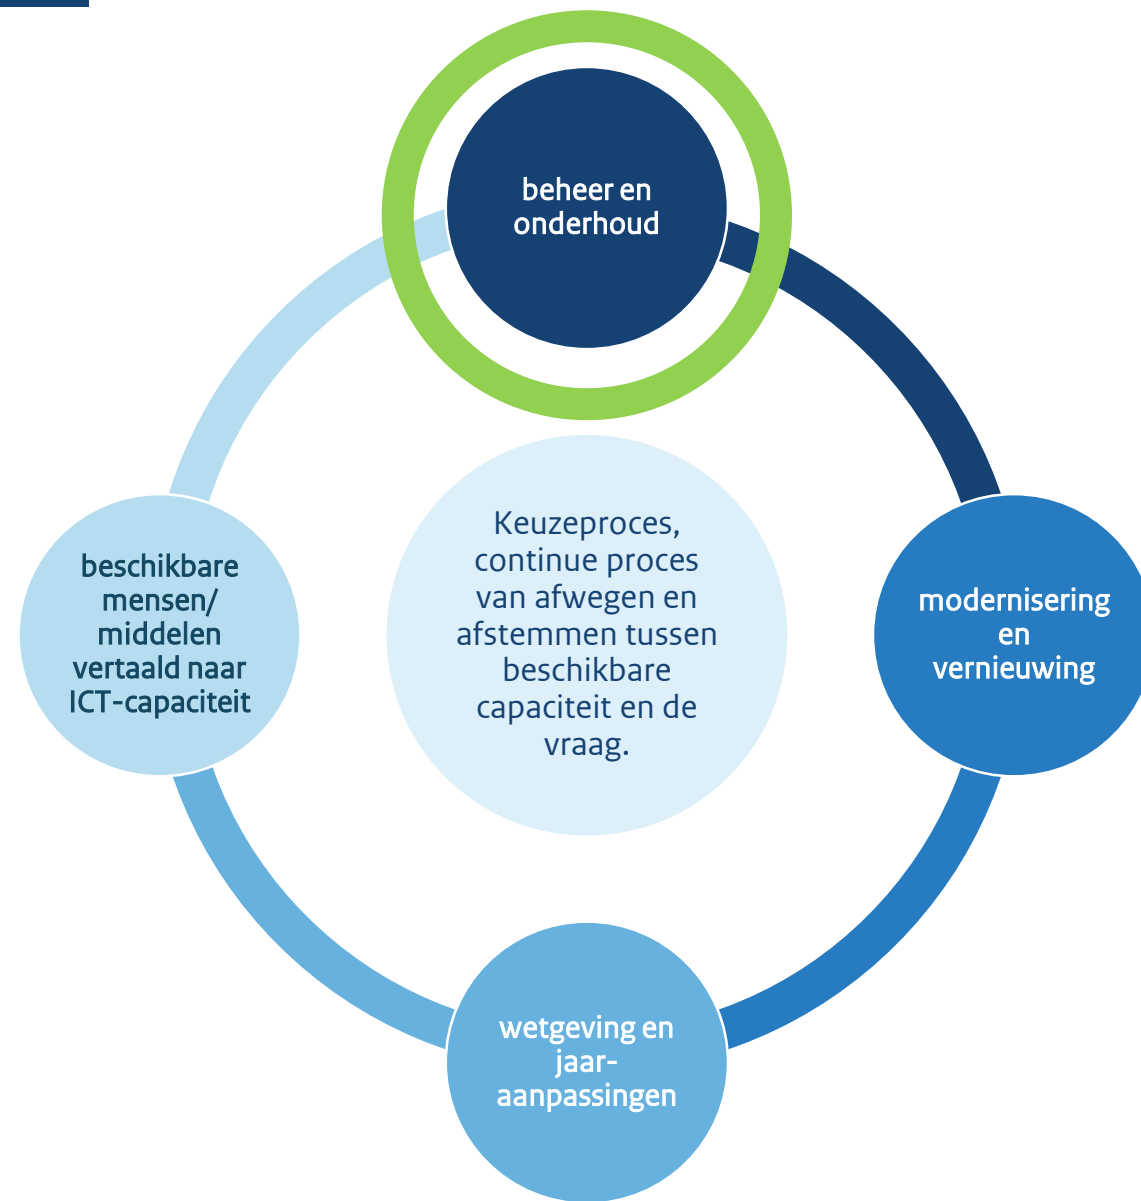 beheer en
onderhoud
Keuzeproces,
continue proces
van afwegen en
afstemmen tussen
beschikbare
capaciteit en de
vraag.
beschikbare
mensen/
middelen
vertaald naar
ICT-capaciteit
modernisering
en
vernieuwing
wetgeving en
jaar-
aanpassingen